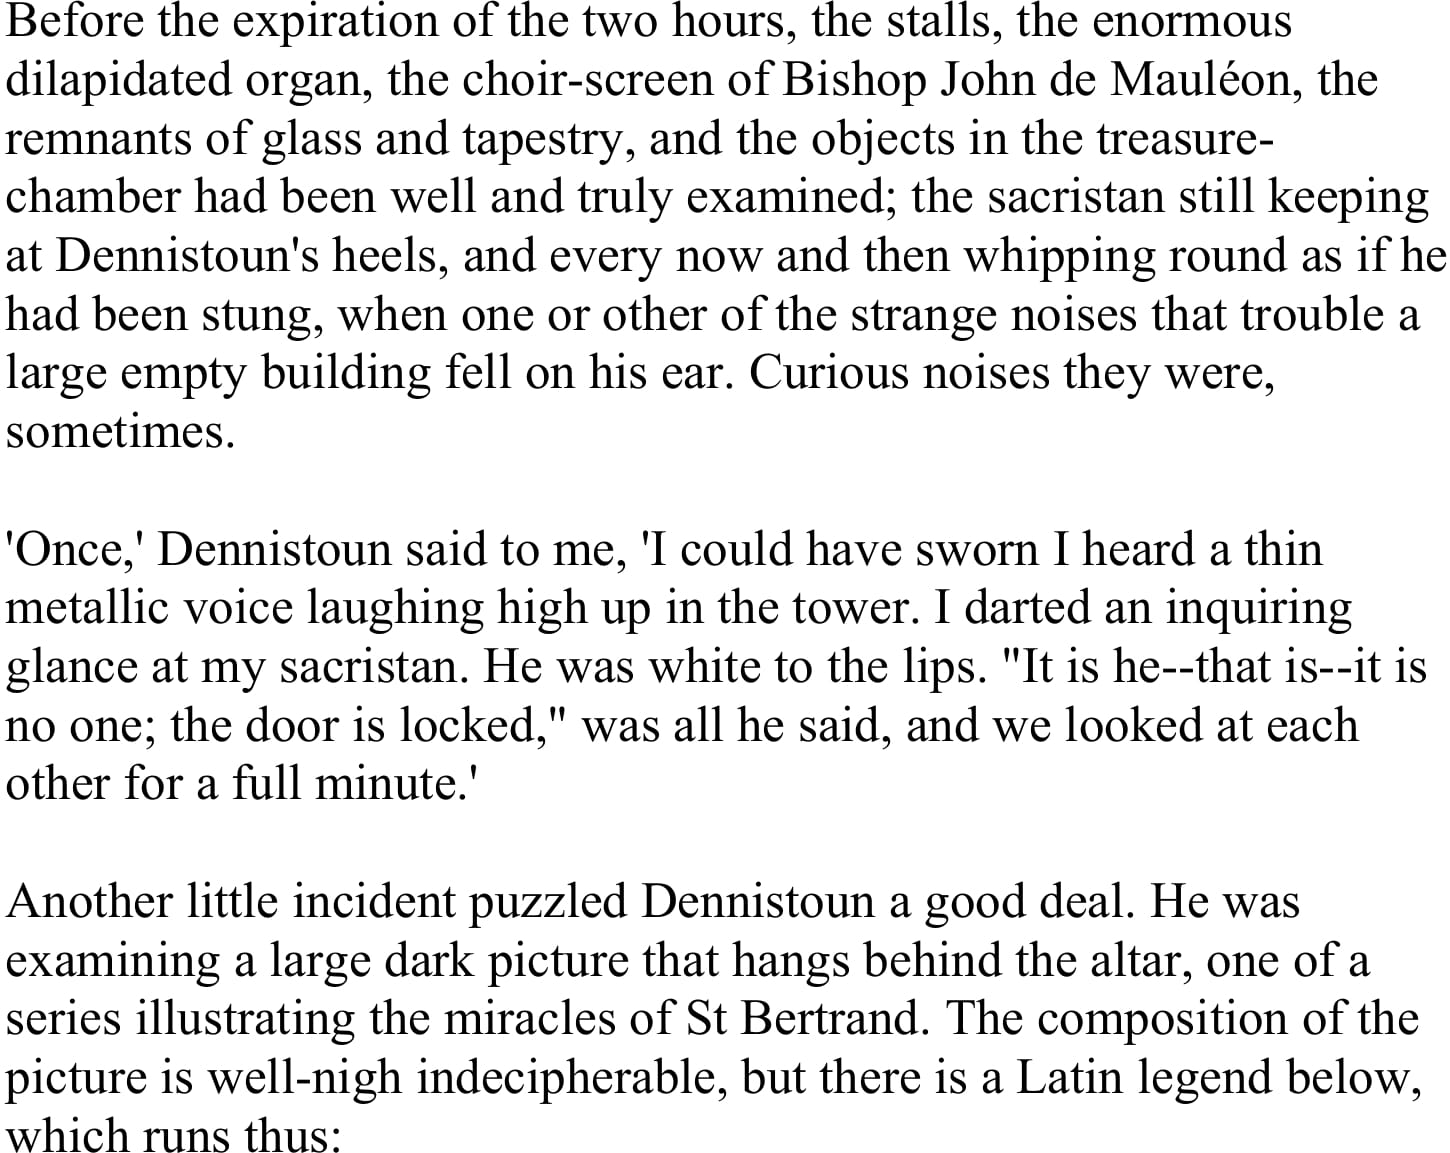 Before the expiration of the two hours, the stalls, the enormous
dilapidated organ, the choir-screen of Bishop John de Mauléon, the
remnants of glass and tapestry, and the objects in the treasure-
chamber had been well and truly examined; the sacristan still keeping
at Dennistoun's heels, and every now and then whipping round as if he
had been stung, when one or other of the strange noises that trouble a
large empty building fell on his ear. Curious noises they were,
sometimes.

'Once,' Dennistoun said to me, 'I could have sworn I heard a thin
metallic voice laughing high up in the tower. I darted an inquiring
glance at my sacristan. He was white to the lips. "It is he--that is--it is
no one; the door is locked," was all he said, and we looked at each
other for a full minute.'

Another little incident puzzled Dennistoun a good deal. He was
examining a large dark picture that hangs behind the altar, one of a
series illustrating the miracles of St Bertrand. The composition of the
picture is well-nigh indecipherable, but there is a Latin legend below,
which runs thus: